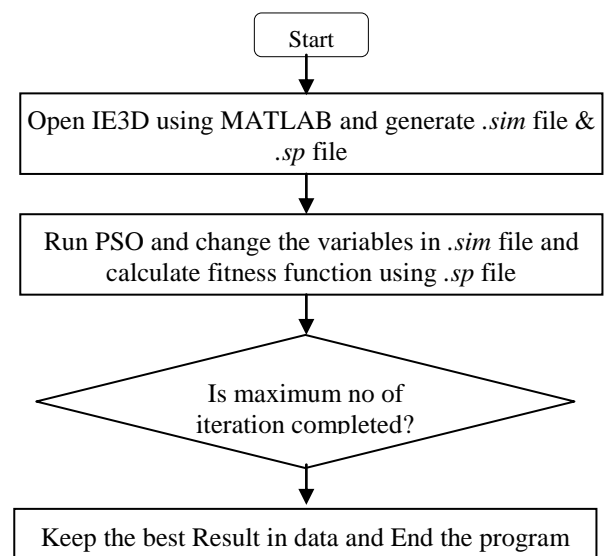 Start
Open IE3D using MATLAB and generate .sim file &
.sp file
Run PSO and change the variables in .sim file and
calculate fitness function using .sp file
Is maximum no of
iteration completed?
Keep the best Result in data and End the program